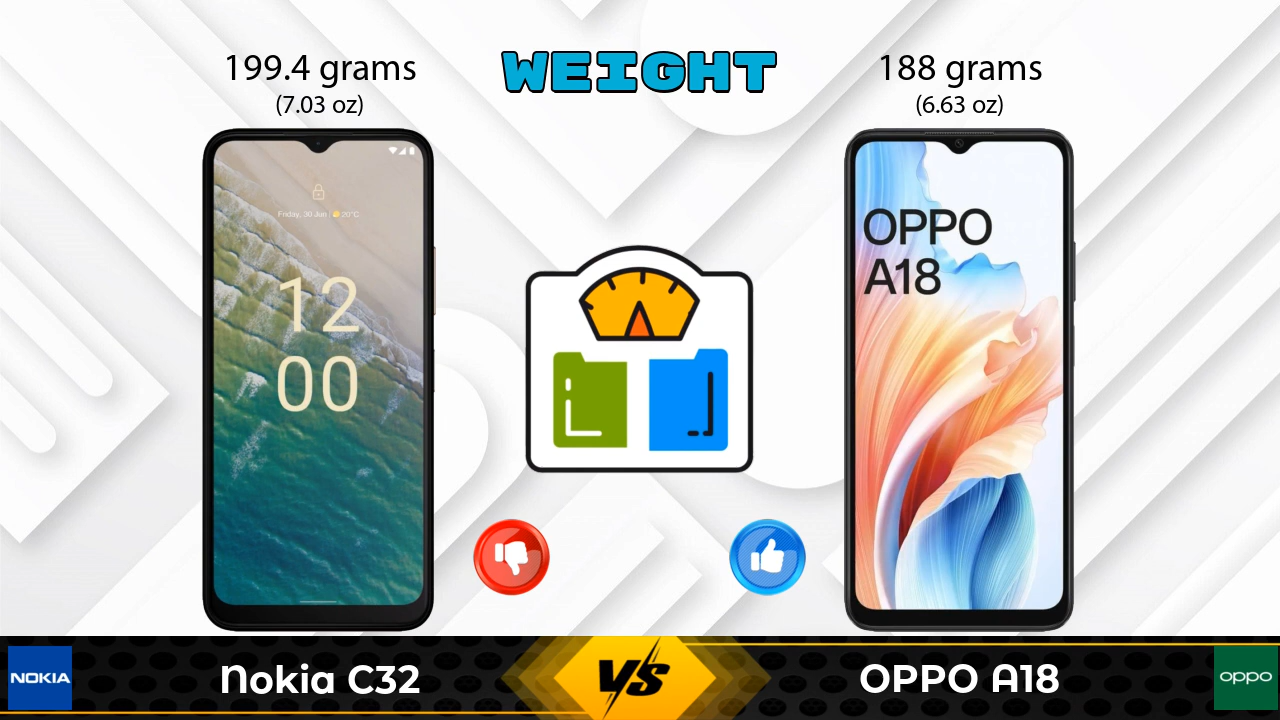 199.4 grams
(7.03 oz)
WEIGHT
188 grams
(6.63 oz)
Friday, 30 Jun 20°C
12
00
OPPO
A18
NOKIA
Nokia C32
VS
OPPO A18
oppo